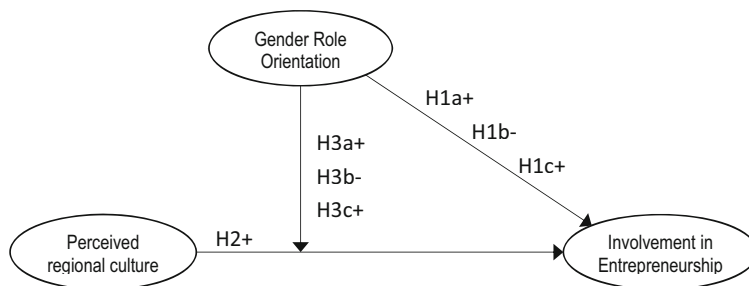 Gender Role
Orientation
H1a+
H1b-
H1c+
H3a+
H3b-
H3c+
Perceived
regional culture
H2+
Involvement in
Entrepreneurship